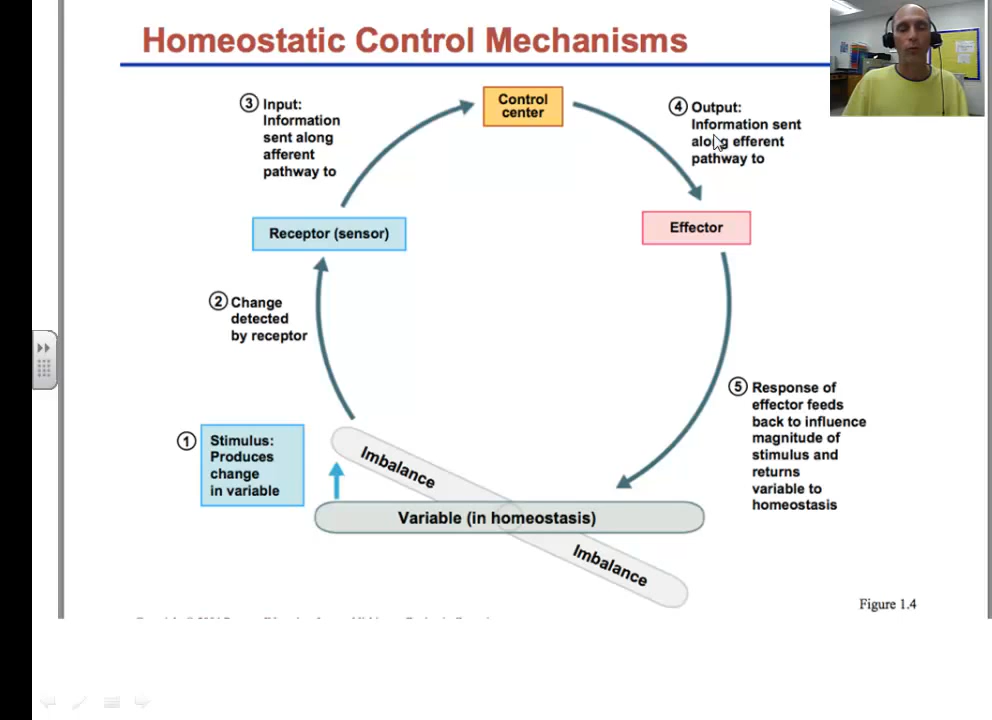 Homeostatic Control Mechanisms
3 Input:
Information
sent along
afferent
pathway to
Control
center
4 Output:
Information sent
along efferent
pathway to
Receptor (sensor)
Effector
2 Change
detected
by receptor
5 Response of
effector feeds
back to influence
magnitude of
stimulus and
returns
variable to
homeostasis
1 Stimulus:
Produces
change
in variable
Imbalance
Variable (in homeostasis)
Imbalance
Figure 1.4